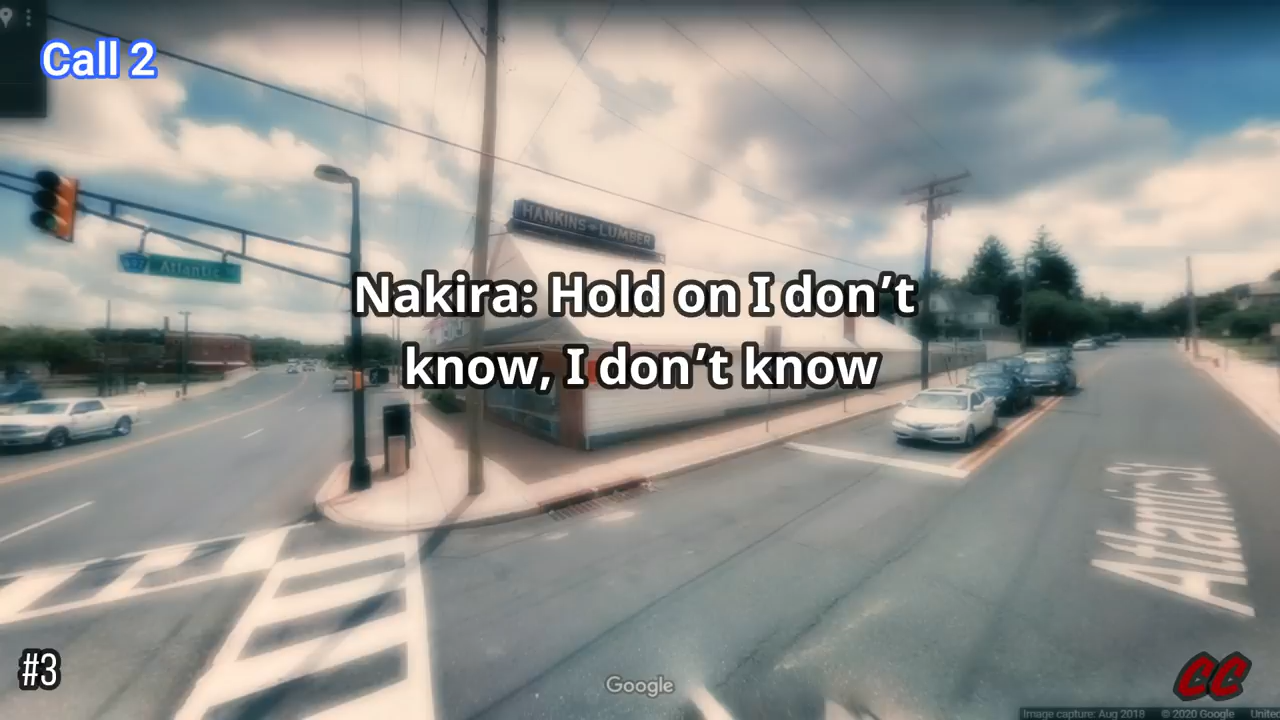 Call 2
HANKINS LUMBER
Atlantic
Nakira: Hold on I don’t
know, I don’t know
Atlantic St
#3
Google
CC
Image capture: Aug 2018 © 2020 Google United